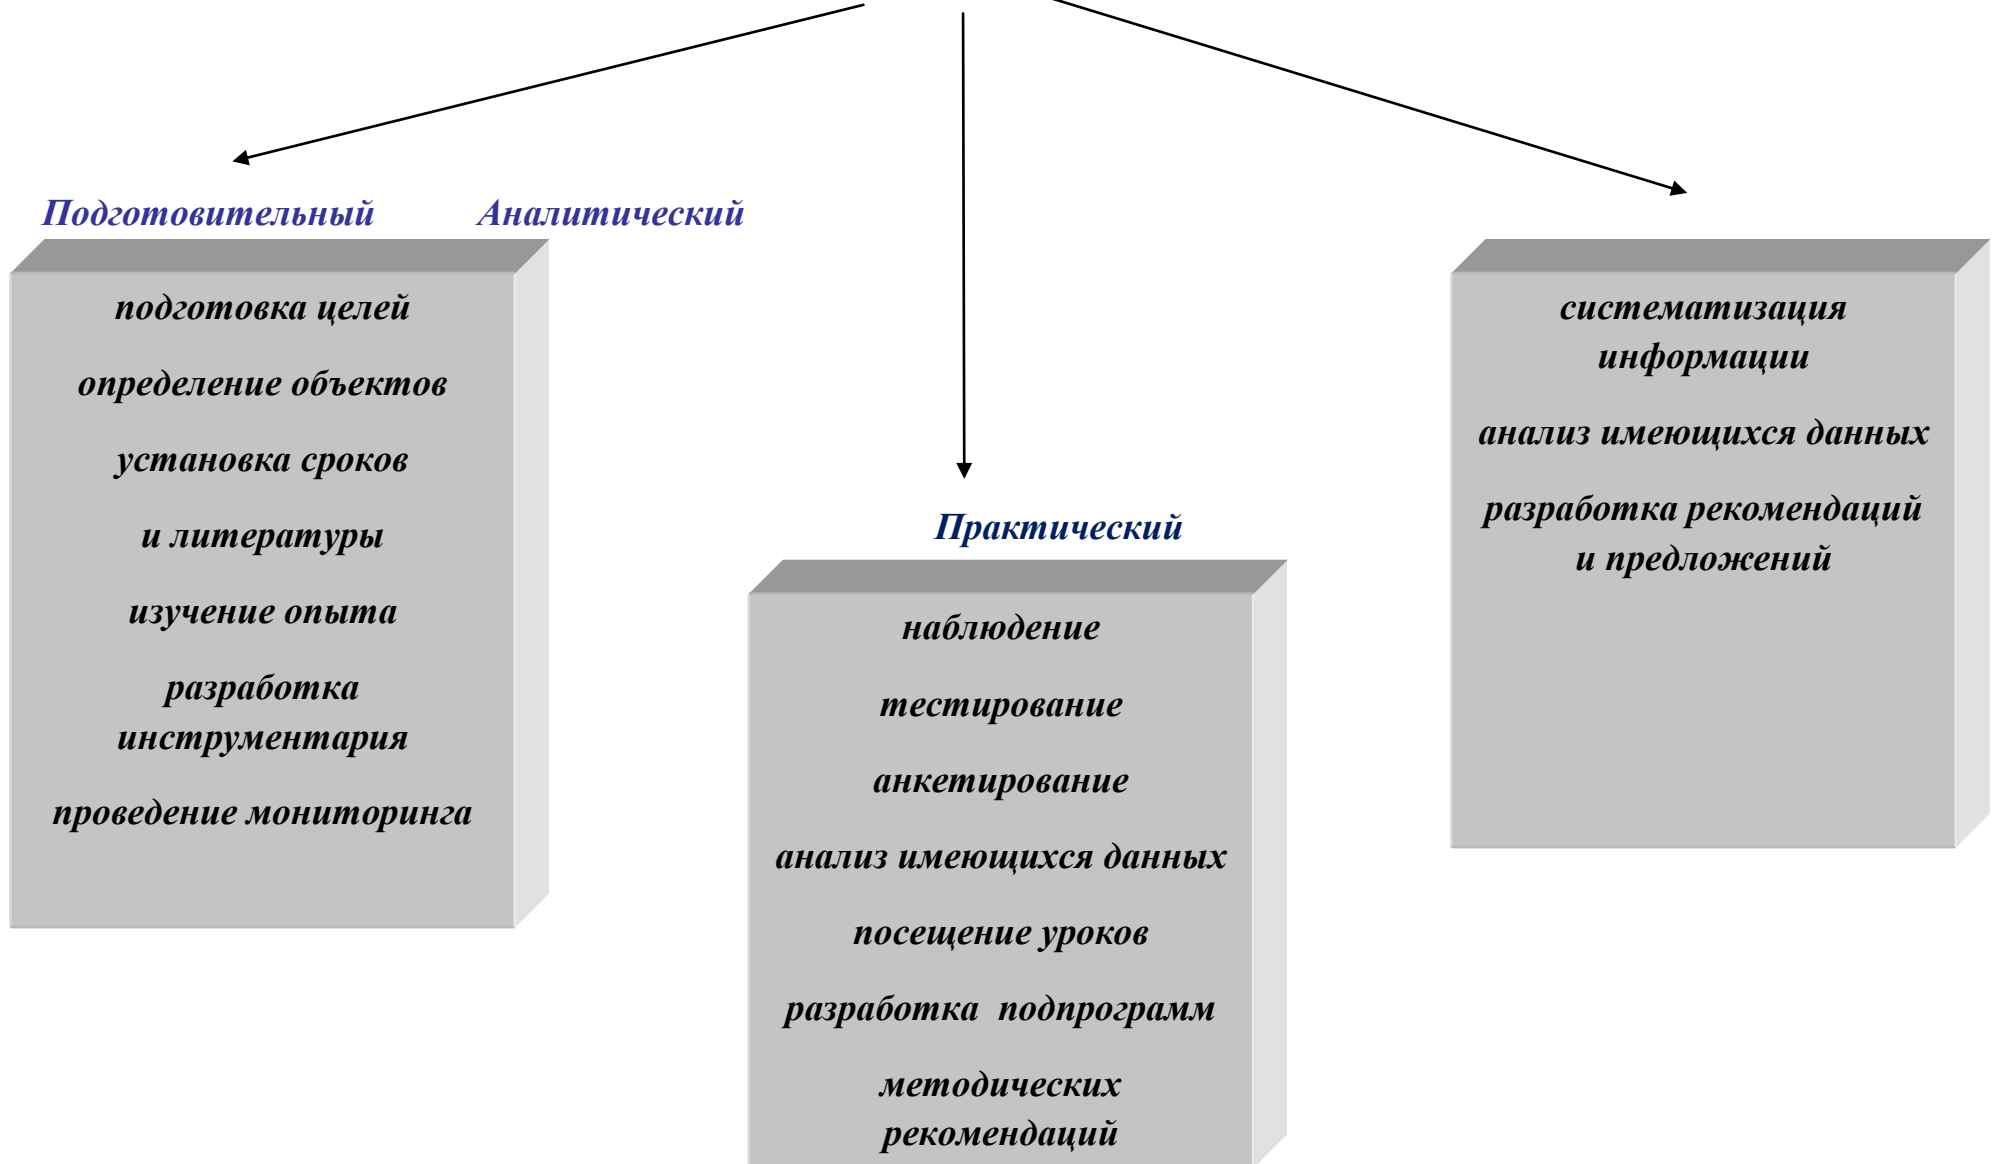 Подготовительный Аналитический
подготовка целей
определение объектов
установка сроков
и литературы
изучение опыта
разработка
инструментария
проведение мониторинга
Практический
наблюдение
тестирование
анкетирование
анализ имеющихся данных
посещение уроков
разработка подпрограмм
методических
рекомендаций
систематизация
информации
анализ имеющихся данных
разработка рекомендаций
и предложений